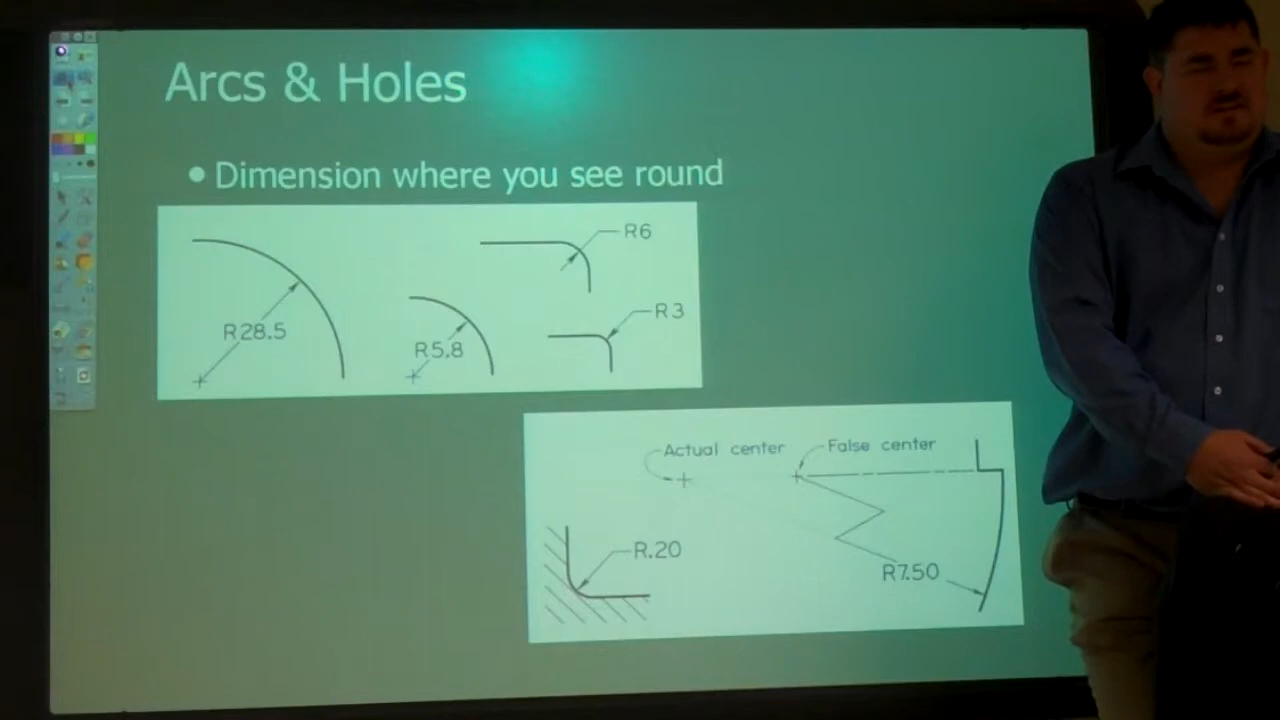 Arcs & Holes
• Dimension where you see round
R6
R3
R28.5
R5.8
Actual center
False center
R.20
R7.50